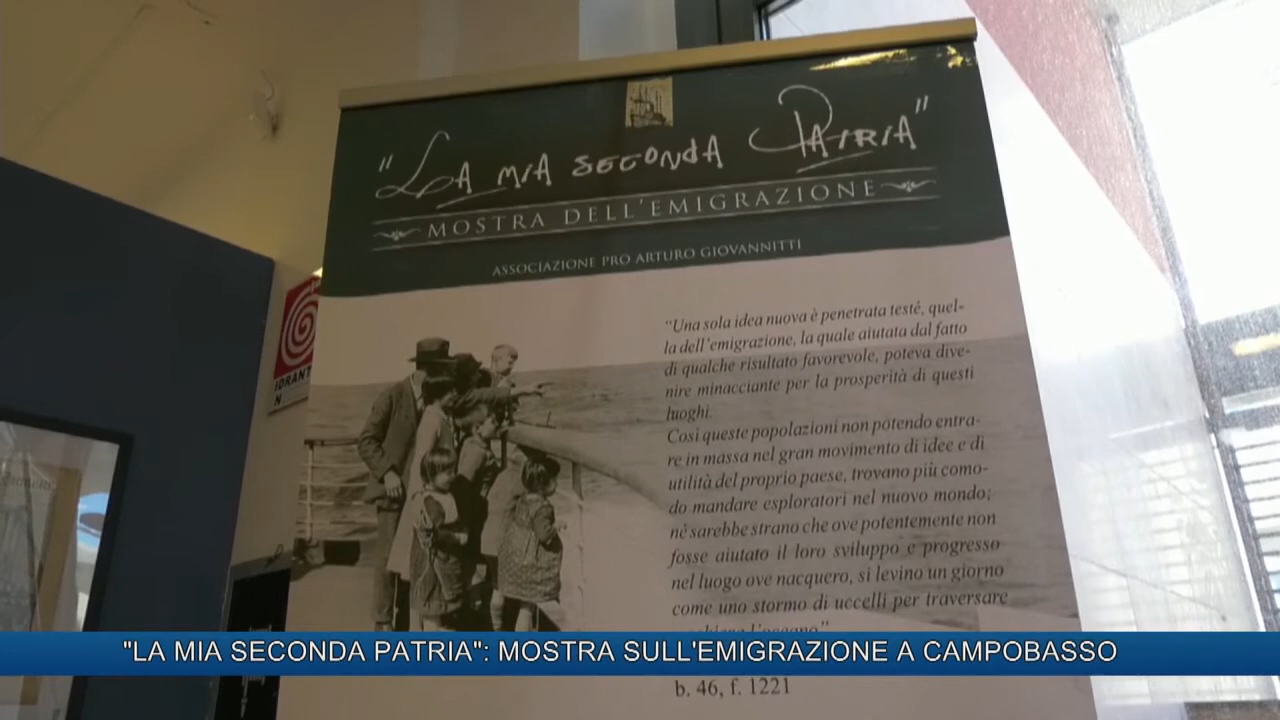 "LA MIA SECONDA PATRIA"
MOSTRA DELL'EMIGRAZIONE
ASSOCIAZIONE PRO ARTURO GIOVANNITTI
"Una sola idea nuova è penetrata testé, quel-
la dell'emigrazione, la quale aiutata dal fatto
di qualche risultato favorevole, poteva dive-
nire minacciante per la prosperità di questi
luoghi.
Così queste popolazioni non potendo entra-
re in massa nel gran movimento di idee e di
utilità del proprio paese, trovano più como-
do mandare esploratori nel nuovo mondo;
nè sarebbe strano che ove potentemente non
fosse aiutato il loro sviluppo e progresso
nel luogo ove nacquero, si levino un giorno
come uno stormo di uccelli per traversare
l'oceano"
b. 46, f. 1221
IDRANT
N
"LA MIA SECONDA PATRIA": MOSTRA SULL'EMIGRAZIONE A CAMPOBASSO